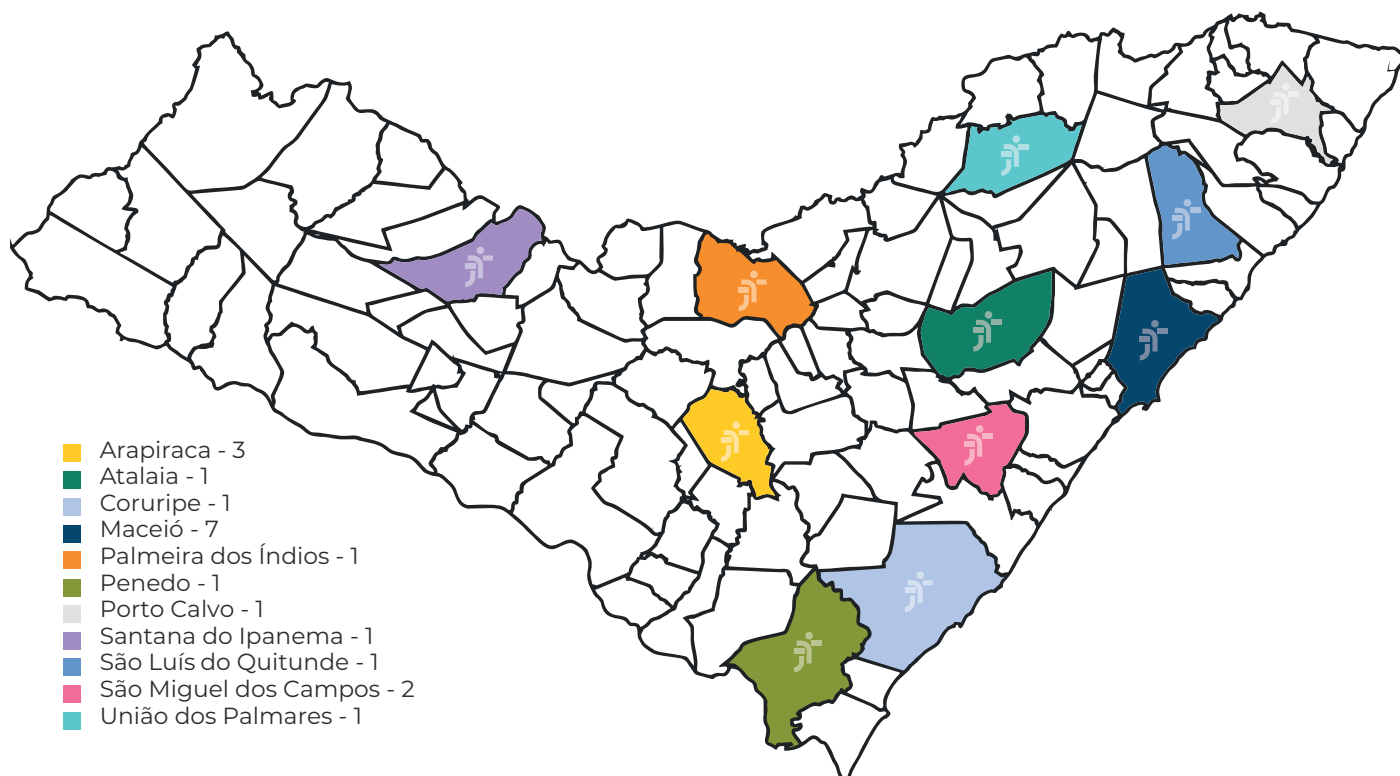 Arapiraca - 3
Atalaia - 1
Coruripe - 1
Maceió - 7
Palmeira dos Índios - 1
Penedo - 1
Porto Calvo - 1
Santana do Ipanema - 1
São Luís do Quitunde - 1
São Miguel dos Campos - 2
União dos Palmares - 1